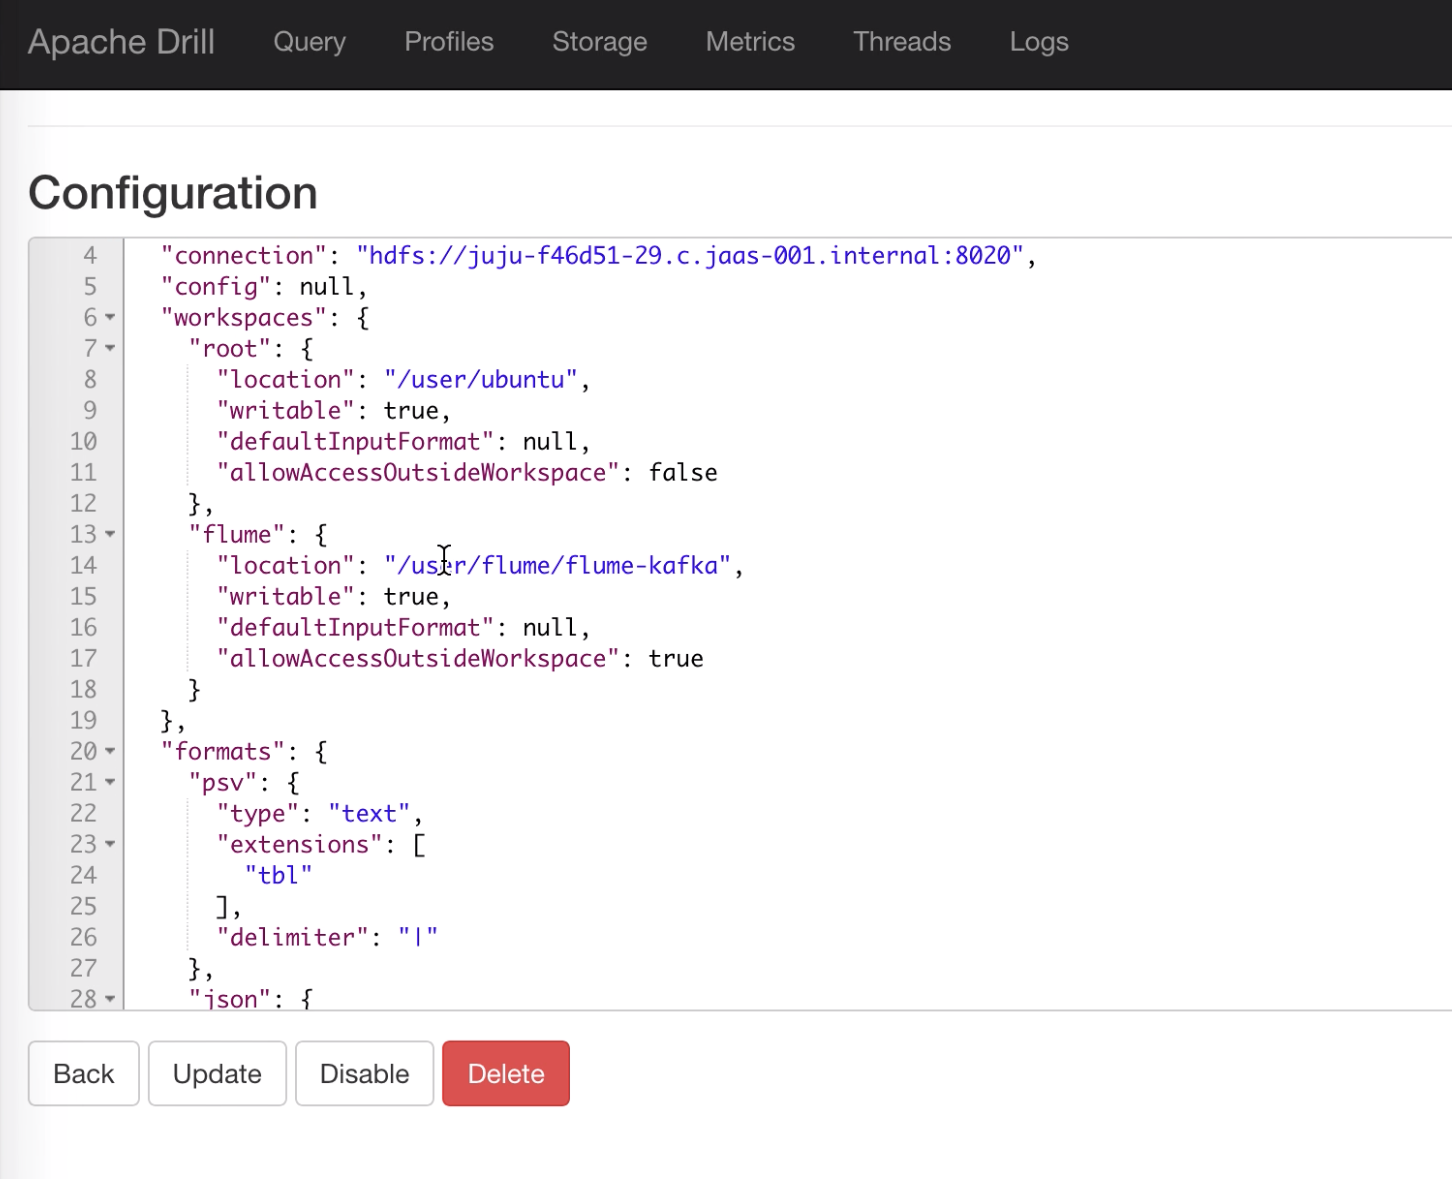 Apache Drill Query Profiles Storage Metrics Threads Logs
Configuration
4 "connection": "hdfs://juju-f46d51-29.c.jaas-001.internal:8020",
5 "config": null,
6 "workspaces": {
7 "root": {
8 "location": "/user/ubuntu",
9 "writable": true,
10 "defaultInputFormat": null,
11 "allowAccessOutsideWorkspace": false
12 },
13 "flume": {
14 "location": "/user/flume/flume-kafka",
15 "writable": true,
16 "defaultInputFormat": null,
17 "allowAccessOutsideWorkspace": true
18 }
19 },
20 "formats": {
21 "psv": {
22 "type": "text",
23 "extensions": [
24 "tbl"
25 ],
26 "delimiter": "|"
27 },
28 "json": {
Back Update Disable Delete